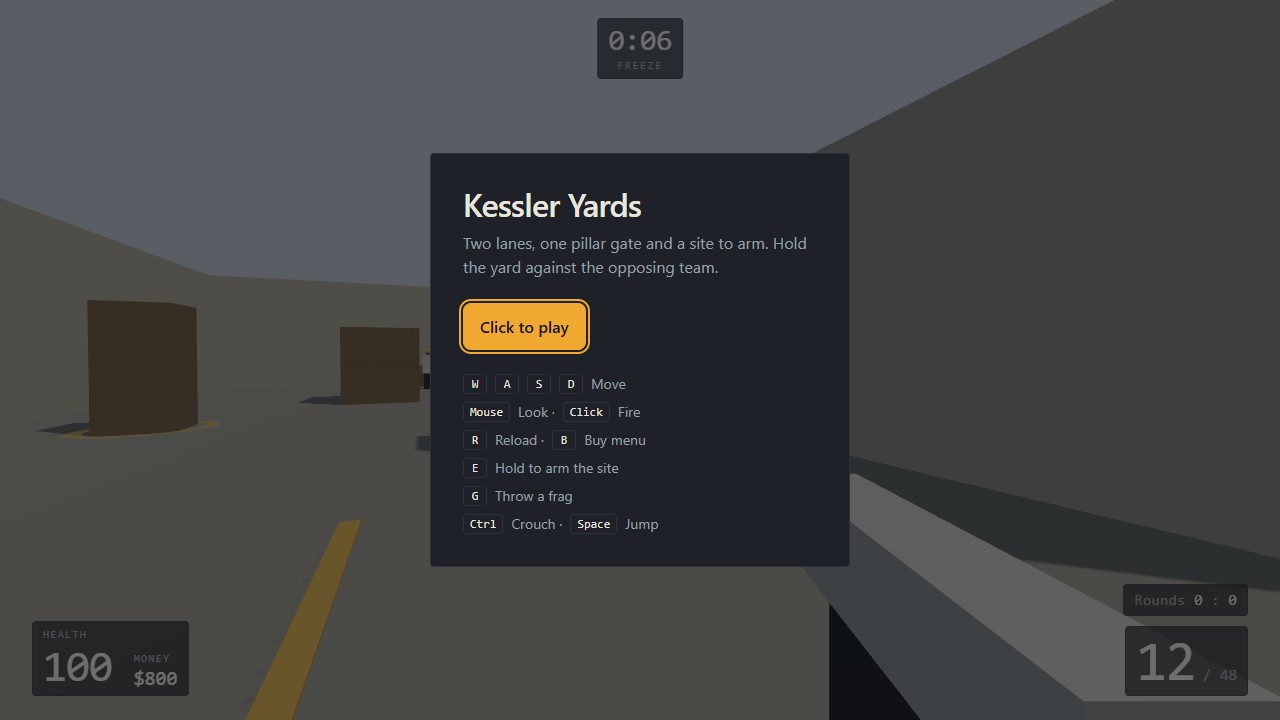 0:06
FREEZE
Kessler Yards
Two lanes, one pillar gate and a site to arm. Hold
the yard against the opposing team.
Click to play
W A S D Move
Mouse Look · Click Fire
R Reload · B Buy menu
E Hold to arm the site
G Throw a frag
Ctrl Crouch · Space Jump
Rounds 0 : 0
HEALTH
100
MONEY
$800
12 / 48